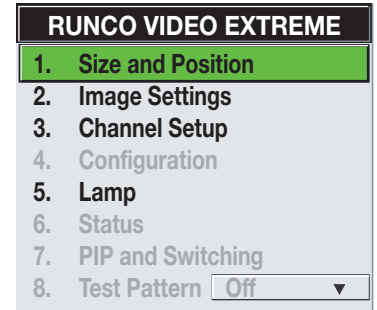 RUNCO VIDEO EXTREME
1. Size and Position
2. Image Settings
3. Channel Setup
4. Configuration
5. Lamp
6. Status
7. PIP and Switching
8. Test Pattern Off ▼